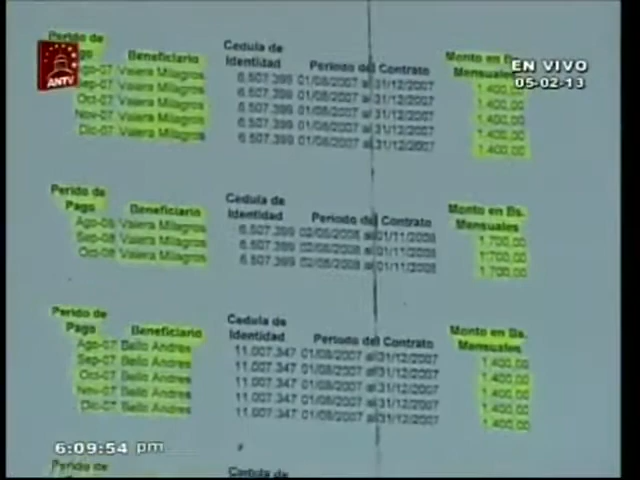 Perido de Pago Beneficiario Cedula de Identidad Periodo del Contrato Monto en Bs. Mensuales
ANTV
EN VIVO
05-02-13
Ago-07 Valera Milagros 6.507.399 01/08/2007 al 31/12/2007 1.400,00
Sep-07 Valera Milagros 6.507.399 01/08/2007 al 31/12/2007 1.400,00
Oct-07 Valera Milagros 6.507.399 01/08/2007 al 31/12/2007 1.400,00
Nov-07 Valera Milagros 6.507.399 01/08/2007 al 31/12/2007 1.400,00
Dic-07 Valera Milagros 6.507.399 01/08/2007 al 31/12/2007 1.400,00
Perido de Pago Beneficiario Cedula de Identidad Periodo del Contrato Monto en Bs. Mensuales
Ago-08 Valera Milagros 6.507.399 02/08/2008 al 01/11/2008 1.700,00
Sep-08 Valera Milagros 6.507.399 02/08/2008 al 01/11/2008 1.700,00
Oct-08 Valera Milagros 6.507.399 02/08/2008 al 01/11/2008 1.700,00
Perido de Pago Beneficiario Cedula de Identidad Periodo del Contrato Monto en Bs. Mensuales
Ago-07 Bello Andres 11.007.347 01/08/2007 al 31/12/2007 1.400,00
Sep-07 Bello Andres 11.007.347 01/08/2007 al 31/12/2007 1.400,00
Oct-07 Bello Andres 11.007.347 01/08/2007 al 31/12/2007 1.400,00
Nov-07 Bello Andres 11.007.347 01/08/2007 al 31/12/2007 1.400,00
Dic-07 Bello Andres 11.007.347 01/08/2007 al 31/12/2007 1.400,00
6:09:54 pm
Perido de Cedula de